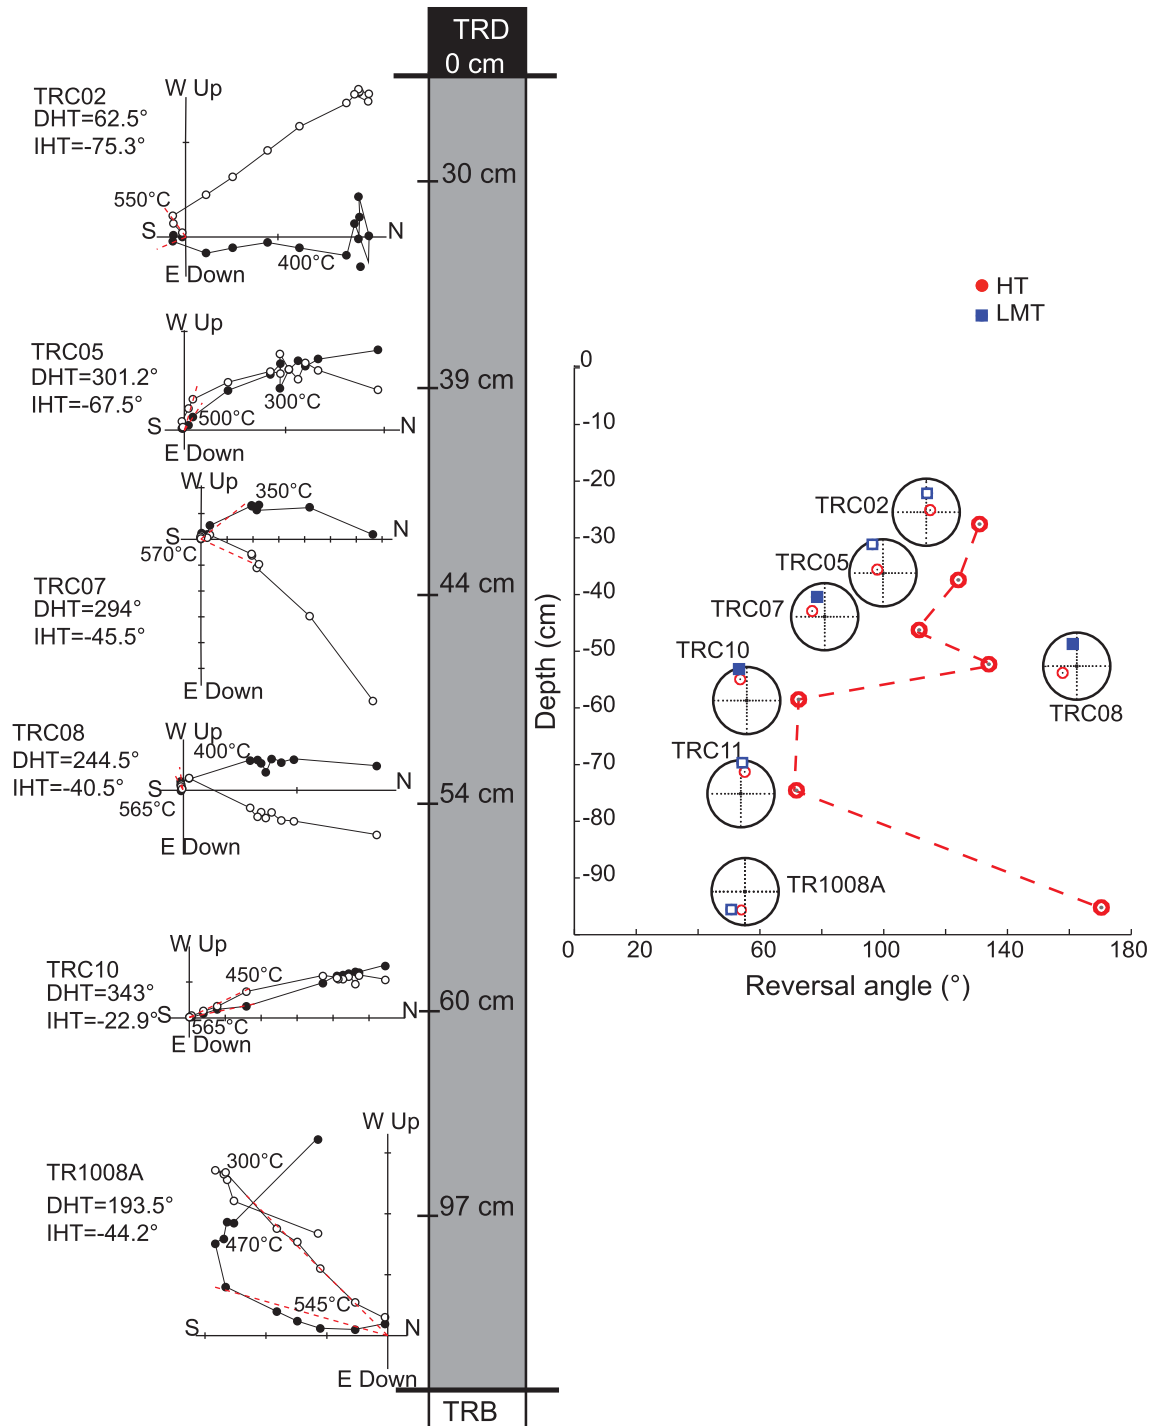 TRD
0 cm
30 cm
39 cm
44 cm
54 cm
60 cm
97 cm
TRB
TRC02
DHT=62.5°
IHT=-75.3°
W Up
550°C
S
N
400°C
E Down
TRC05
DHT=301.2°
IHT=-67.5°
W Up
300°C
500°C
S
N
E Down
W Up
350°C
S
N
570°C
TRC07
DHT=294°
IHT=-45.5°
E Down
TRC08
DHT=244.5°
IHT=-40.5°
W Up
400°C
S
N
565°C
E Down
TRC10
DHT=343°
IHT=-22.9°
W Up
450°C
S
N
565°C
E Down
TR1008A
DHT=193.5°
IHT=-44.2°
W Up
300°C
470°C
545°C
S
N
E Down
HT
LMT
0
-10
-20
-30
-40
-50
-60
-70
-80
-90
Depth (cm)
TRC02
TRC05
TRC07
TRC10
TRC08
TRC11
TR1008A
0
20
60
100
140
180
Reversal angle (°)